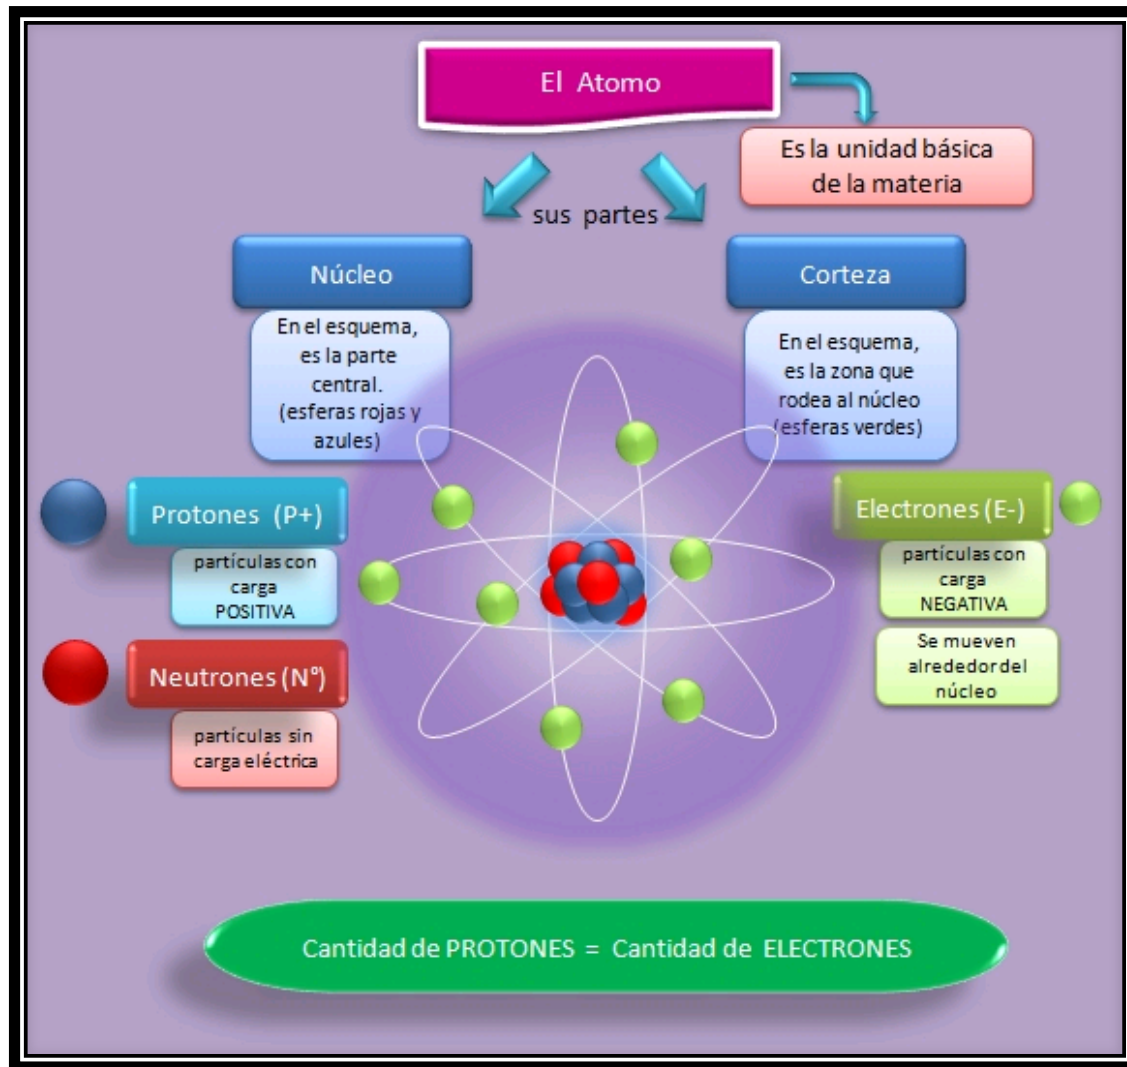 El Atomo
Es la unidad básica
de la materia
sus partes
Núcleo
En el esquema,
es la parte
central.
(esferas rojas y
azules)
Corteza
En el esquema,
es la zona que
rodea al núcleo
(esferas verdes)
Protones (P+)
partículas con
carga
POSITIVA
Neutrones (Nº)
partículas sin
carga eléctrica
Electrones (E-)
partículas con
carga
NEGATIVA
Se mueven
alrededor del
núcleo
Cantidad de PROTONES = Cantidad de ELECTRONES